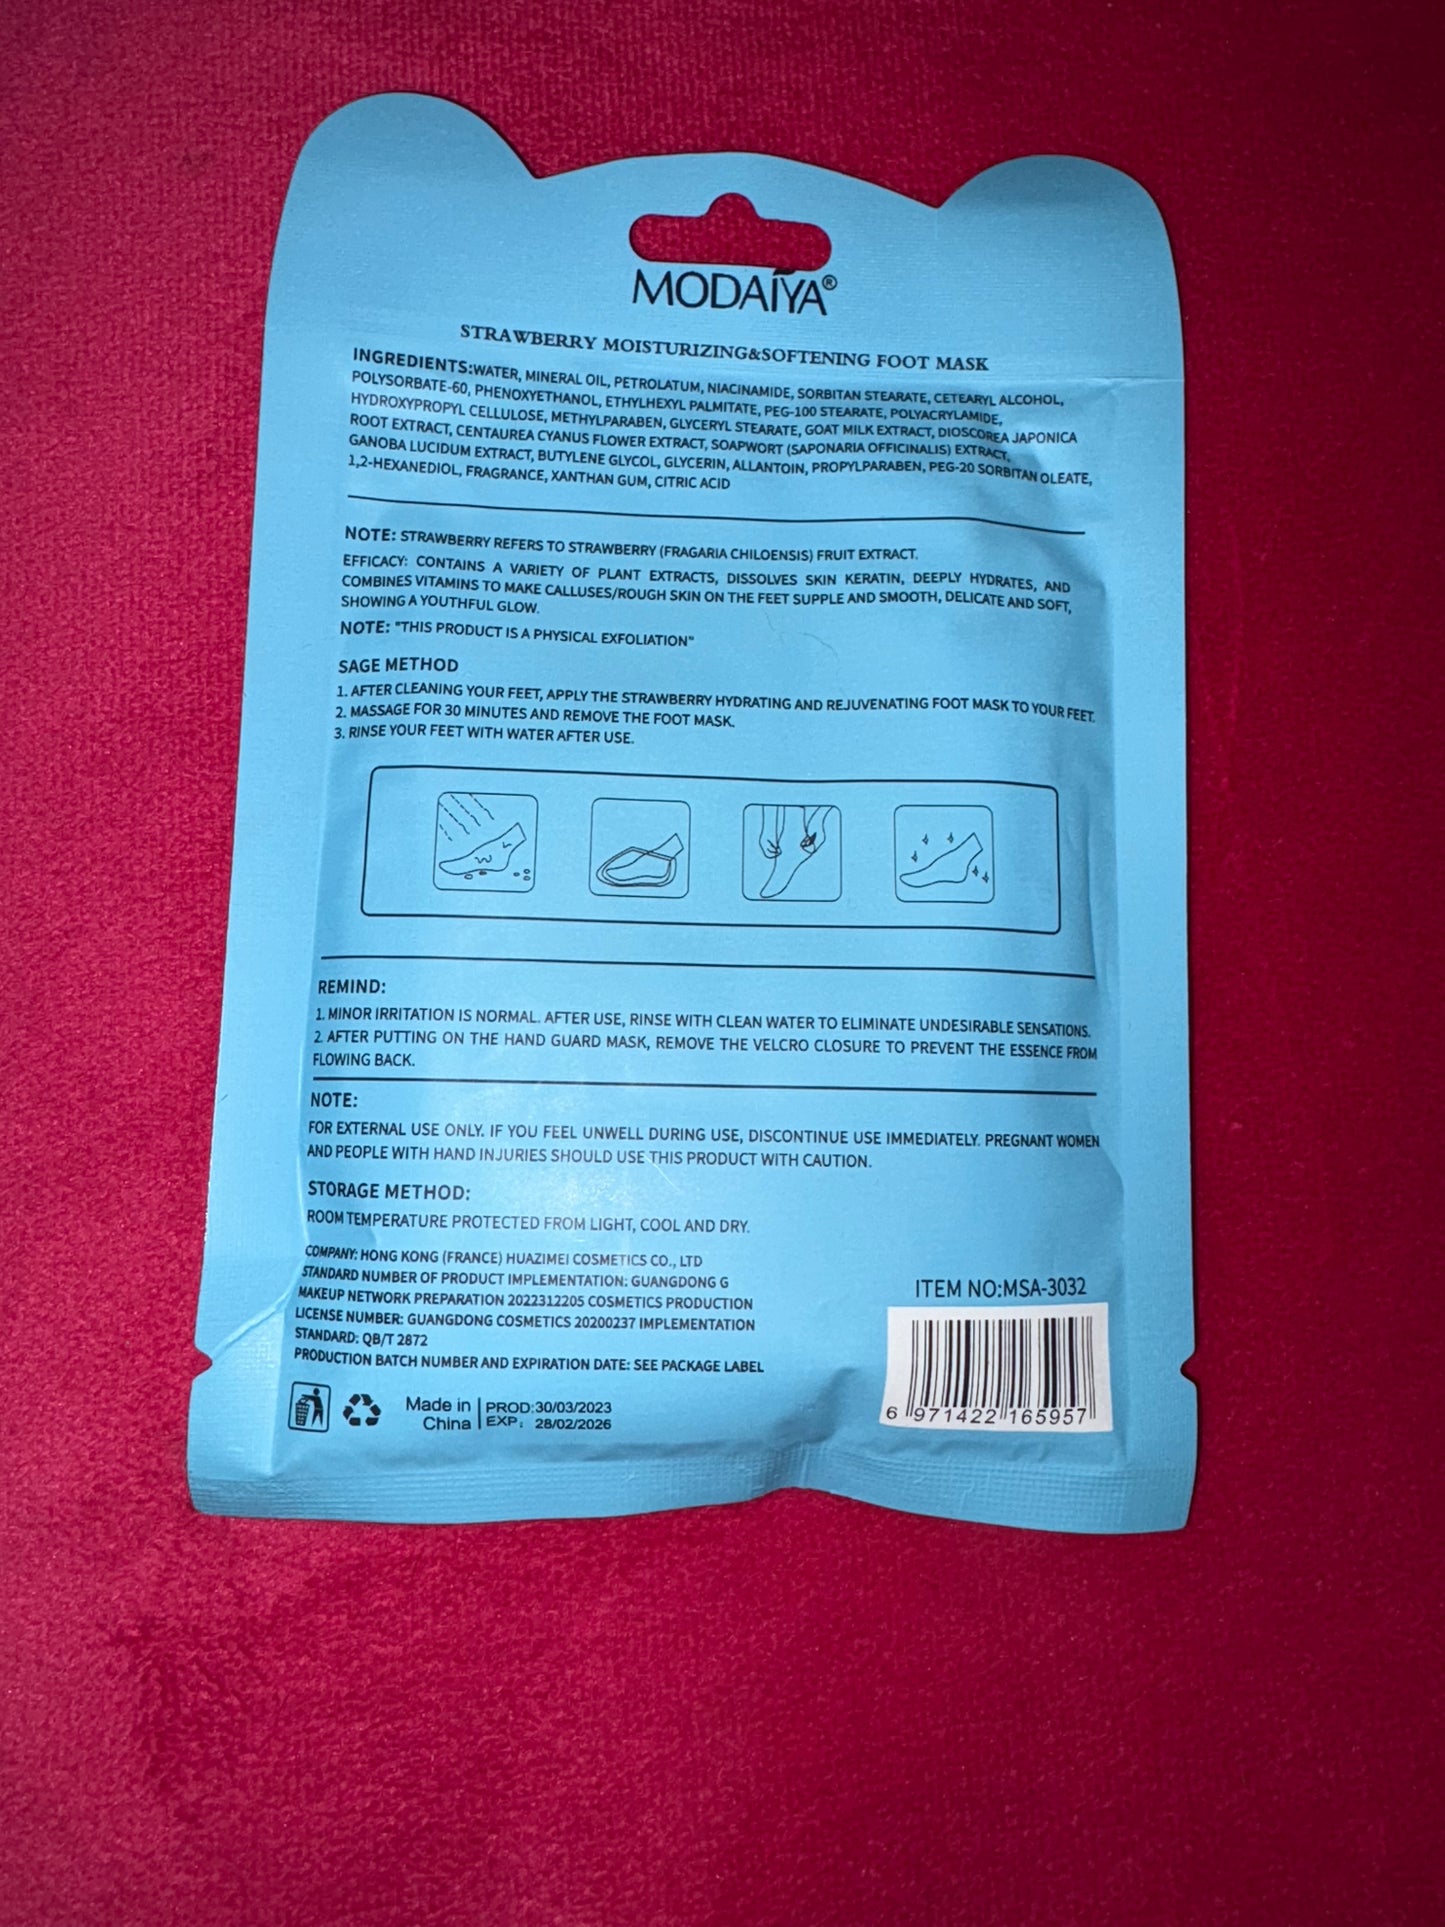 MODAIYA®
STRAWBERRY MOISTURIZING&SOFTENING FOOT MASK
INGREDIENTS:WATER, MINERAL OIL, PETROLATUM, NIACINAMIDE, SORBITAN STEARATE, CETEARYL ALCOHOL,
POLYSORBATE-60, PHENOXYETHANOL, ETHYLHEXYL PALMITATE, PEG-100 STEARATE, POLYACRYLAMIDE,
HYDROXYPROPYL CELLULOSE, METHYLPARABEN, GLYCERYL STEARATE, GOAT MILK EXTRACT, DIOSCOREA JAPONICA
ROOT EXTRACT, CENTAUREA CYANUS FLOWER EXTRACT, SOAPWORT (SAPONARIA OFFICINALIS) EXTRACT,
GANOBA LUCIDUM EXTRACT, BUTYLENE GLYCOL, GLYCERIN, ALLANTOIN, PROPYLPARABEN, PEG-20 SORBITAN OLEATE,
1,2-HEXANEDIOL, FRAGRANCE, XANTHAN GUM, CITRIC ACID
NOTE: STRAWBERRY REFERS TO STRAWBERRY (FRAGARIA CHILOENSIS) FRUIT EXTRACT.
EFFICACY: CONTAINS A VARIETY OF PLANT EXTRACTS, DISSOLVES SKIN KERATIN, DEEPLY HYDRATES, AND
COMBINES VITAMINS TO MAKE CALLUSES/ROUGH SKIN ON THE FEET SUPPLE AND SMOOTH, DELICATE AND SOFT,
SHOWING A YOUTHFUL GLOW.
NOTE: "THIS PRODUCT IS A PHYSICAL EXFOLIATION"
SAGE METHOD
1. AFTER CLEANING YOUR FEET, APPLY THE STRAWBERRY HYDRATING AND REJUVENATING FOOT MASK TO YOUR FEET.
2. MASSAGE FOR 30 MINUTES AND REMOVE THE FOOT MASK.
3. RINSE YOUR FEET WITH WATER AFTER USE.
REMIND:
1. MINOR IRRITATION IS NORMAL. AFTER USE, RINSE WITH CLEAN WATER TO ELIMINATE UNDESIRABLE SENSATIONS.
2. AFTER PUTTING ON THE HAND GUARD MASK, REMOVE THE VELCRO CLOSURE TO PREVENT THE ESSENCE FROM
FLOWING BACK.
NOTE:
FOR EXTERNAL USE ONLY. IF YOU FEEL UNWELL DURING USE, DISCONTINUE USE IMMEDIATELY. PREGNANT WOMEN
AND PEOPLE WITH HAND INJURIES SHOULD USE THIS PRODUCT WITH CAUTION.
STORAGE METHOD:
ROOM TEMPERATURE PROTECTED FROM LIGHT, COOL AND DRY.
COMPANY: HONG KONG (FRANCE) HUAZIMEI COSMETICS CO., LTD
STANDARD NUMBER OF PRODUCT IMPLEMENTATION: GUANGDONG G
MAKEUP NETWORK PREPARATION 2022312205 COSMETICS PRODUCTION
LICENSE NUMBER: GUANGDONG COSMETICS 20200237 IMPLEMENTATION
STANDARD: QB/T 2872
PRODUCTION BATCH NUMBER AND EXPIRATION DATE: SEE PACKAGE LABEL
Made in China
PROD:30/03/2023
EXP: 28/02/2026
ITEM NO:MSA-3032
6 971422 165957